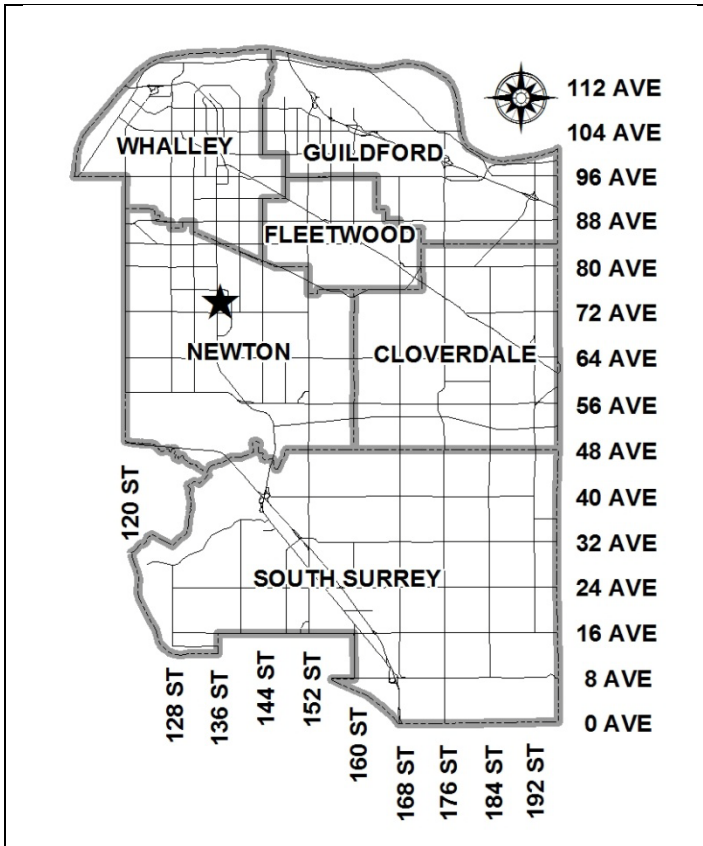 112 AVE
104 AVE
WHALLEY
GUILDFORD
96 AVE
88 AVE
FLEETWOOD
80 AVE
72 AVE
NEWTON
CLOVERDALE
64 AVE
56 AVE
48 AVE
120 ST
40 AVE
32 AVE
SOUTH SURREY
24 AVE
16 AVE
128 ST
136 ST
144 ST
152 ST
8 AVE
160 ST
0 AVE
168 ST
176 ST
184 ST
192 ST